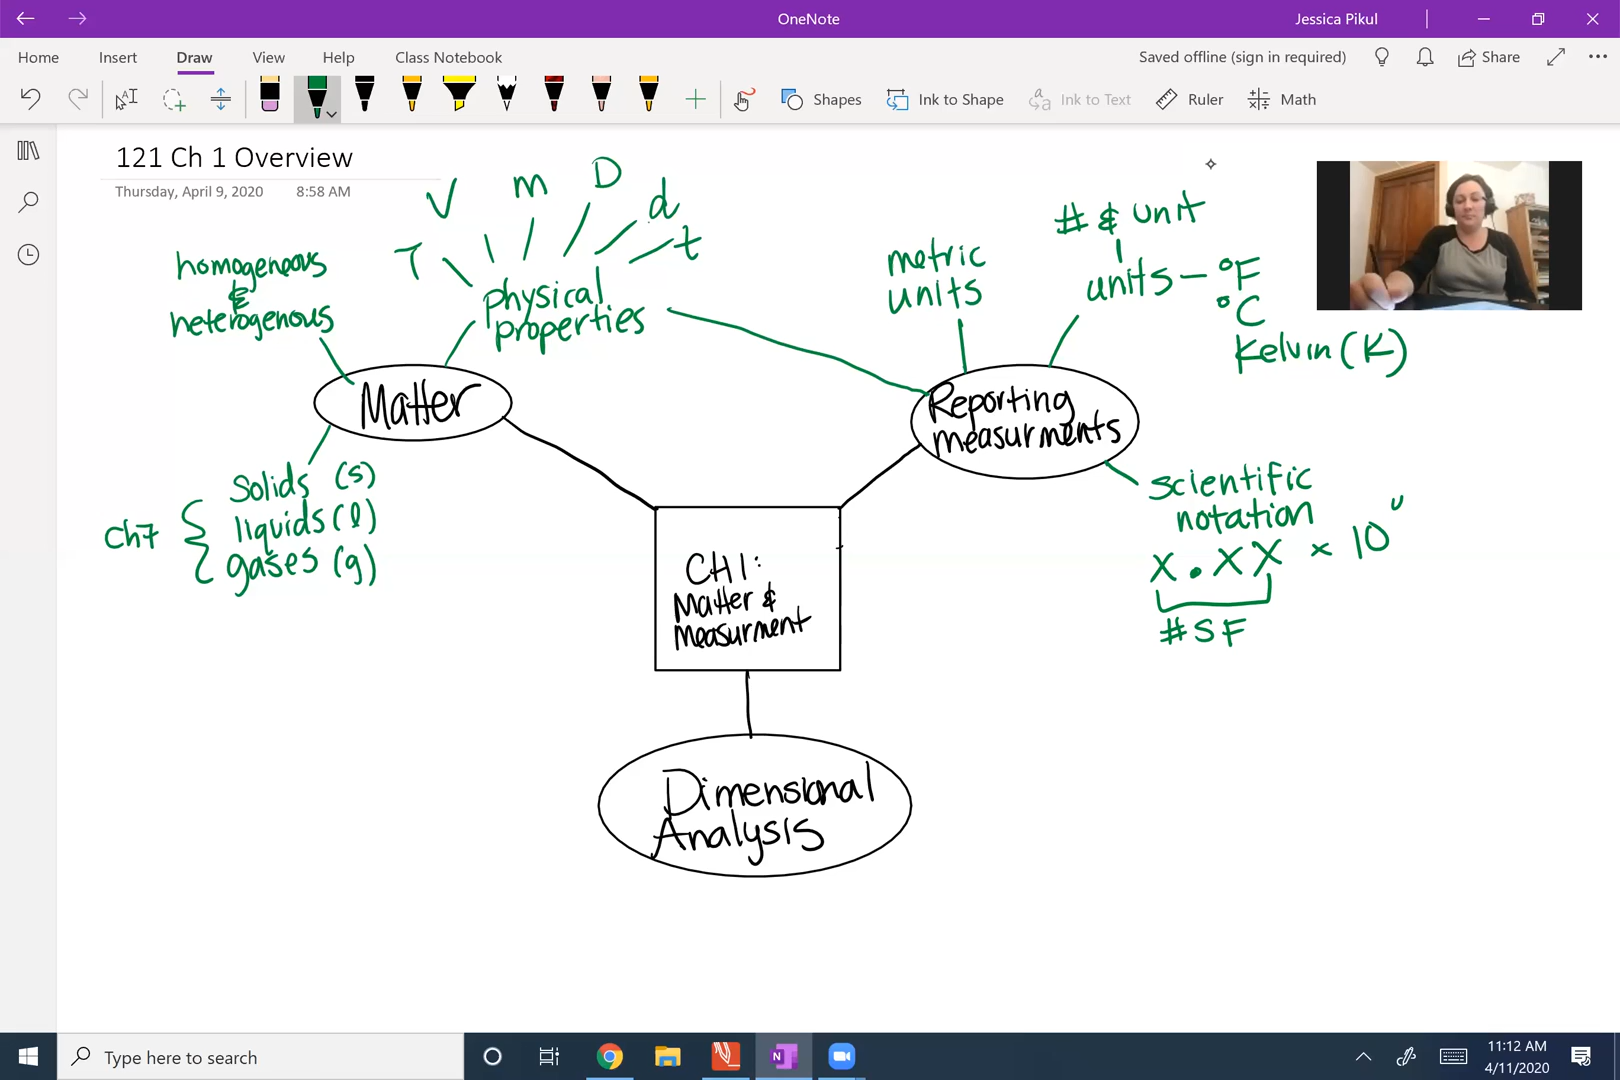 OneNote
Jessica Pikul
Home Insert Draw View Help Class Notebook
Saved offline (sign in required)
Share
Shapes
Ink to Shape
Ink to Text
Ruler
Math
121 Ch 1 Overview
Thursday, April 9, 2020 8:58 AM
homogeneous
&
heterogenous
T V m D d t
physical
properties
Matter
Solids (s)
liquids (l)
gases (g)
Ch7
metric
units
# & unit
units - °F
°C
Kelvin (K)
Reporting
measurments
scientific
notation
x.xx × 10
#SF
CH 1:
Matter &
Measurment
Dimensional
Analysis
Type here to search
11:12 AM
4/11/2020